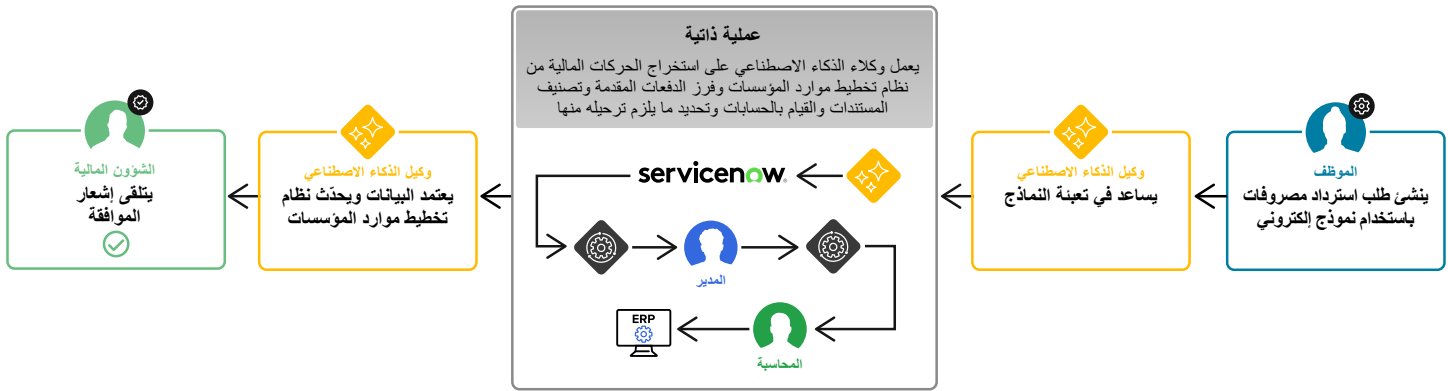 الموظف
ينشئ طلب استرداد مصروفات
باستخدام نموذج إلكتروني
وكيل الذكاء الاصطناعي
يساعد في تعبئة النماذج
عملية ذاتية
يعمل وكلاء الذكاء الاصطناعي على استخراج الحركات المالية من
نظام تخطيط موارد المؤسسات وفرز الدفعات المقدمة وتصنيف
المستندات والقيام بالحسابات وتحديد ما يلزم ترحيله منها
servicenow®
المدير
المحاسبة
ERP
وكيل الذكاء الاصطناعي
يعتمد البيانات ويحدّث نظام
تخطيط موارد المؤسسات
الشؤون المالية
يتلقى إشعار
الموافقة